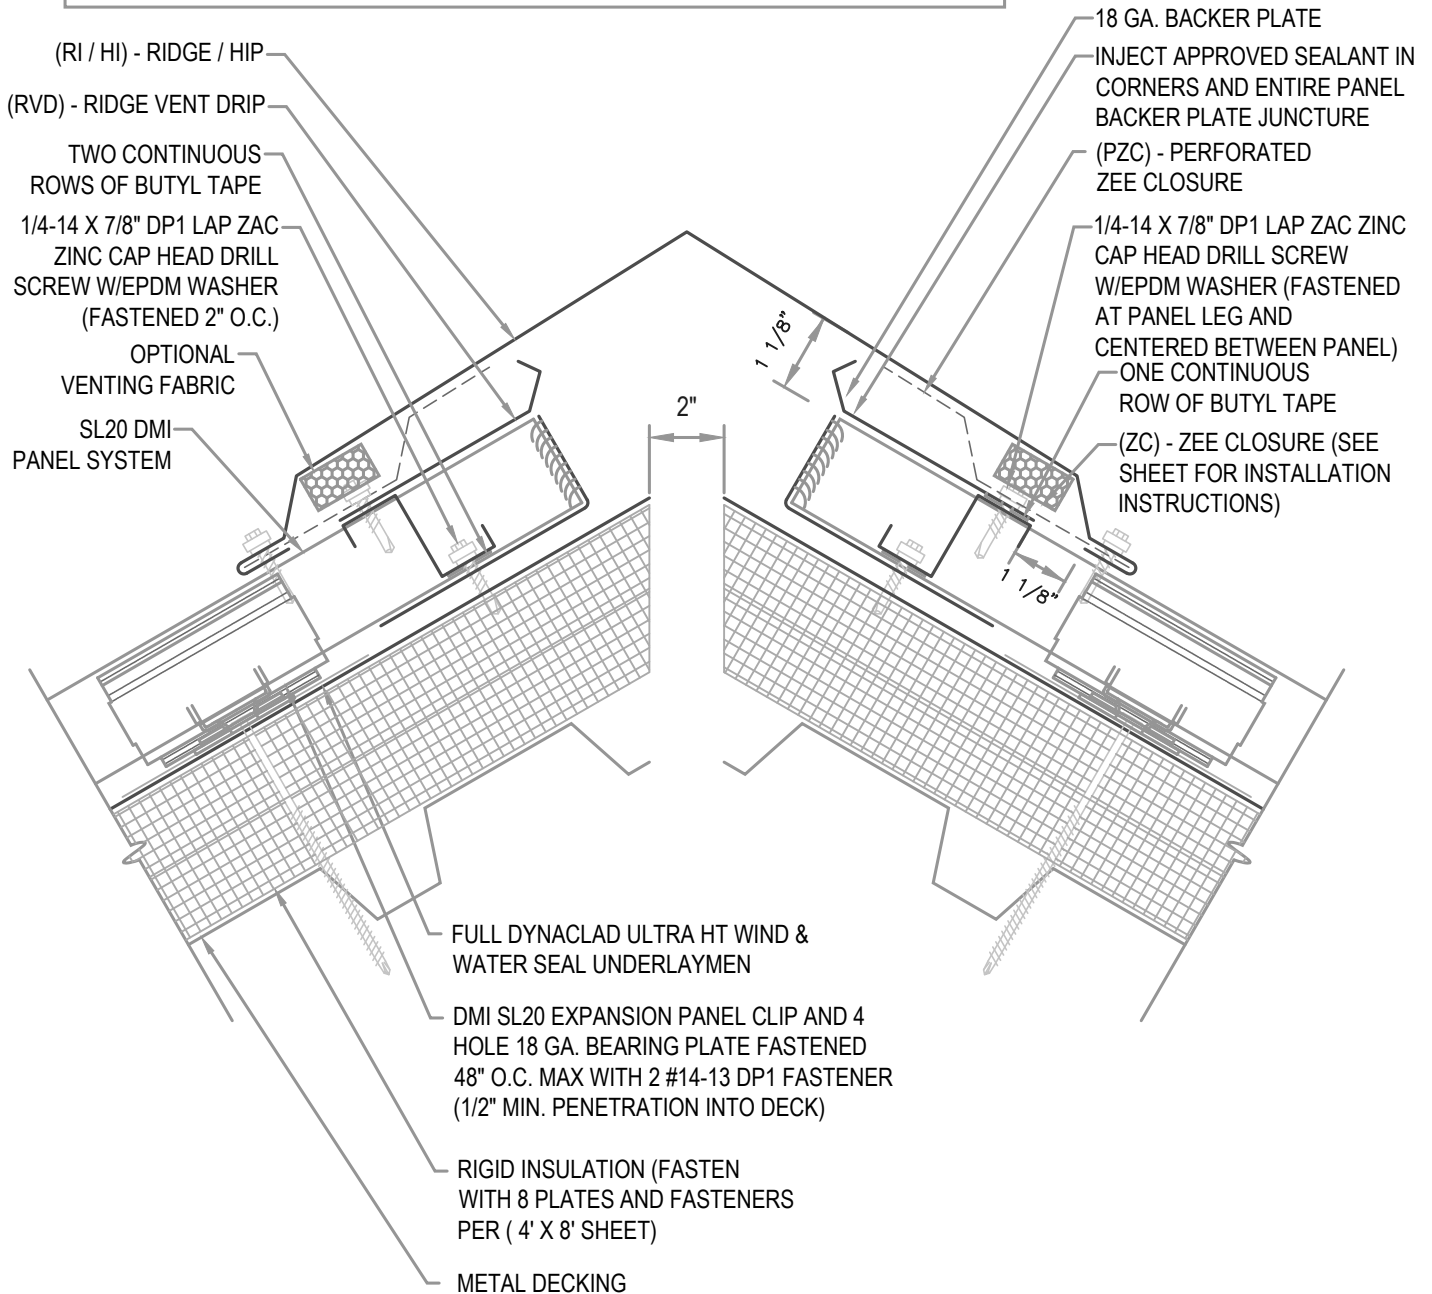 (RI / HI) - RIDGE / HIP
(RVD) - RIDGE VENT DRIP
TWO CONTINUOUS
ROWS OF BUTYL TAPE
1/4-14 X 7/8" DP1 LAP ZAC
ZINC CAP HEAD DRILL
SCREW W/EPDM WASHER
(FASTENED 2" O.C.)
OPTIONAL
VENTING FABRIC
SL20 DMI
PANEL SYSTEM
18 GA. BACKER PLATE
INJECT APPROVED SEALANT IN
CORNERS AND ENTIRE PANEL
BACKER PLATE JUNCTURE
(PZC) - PERFORATED
ZEE CLOSURE
1/4-14 X 7/8" DP1 LAP ZAC ZINC
CAP HEAD DRILL SCREW
W/EPDM WASHER (FASTENED
AT PANEL LEG AND
CENTERED BETWEEN PANEL)
ONE CONTINUOUS
ROW OF BUTYL TAPE
(ZC) - ZEE CLOSURE (SEE
SHEET FOR INSTALLATION
INSTRUCTIONS)
1 1/8"
2"
1 1/8"
FULL DYNACLAD ULTRA HT WIND &
WATER SEAL UNDERLAYMEN
DMI SL20 EXPANSION PANEL CLIP AND 4
HOLE 18 GA. BEARING PLATE FASTENED
48" O.C. MAX WITH 2 #14-13 DP1 FASTENER
(1/2" MIN. PENETRATION INTO DECK)
RIGID INSULATION (FASTEN
WITH 8 PLATES AND FASTENERS
PER ( 4' X 8' SHEET)
METAL DECKING